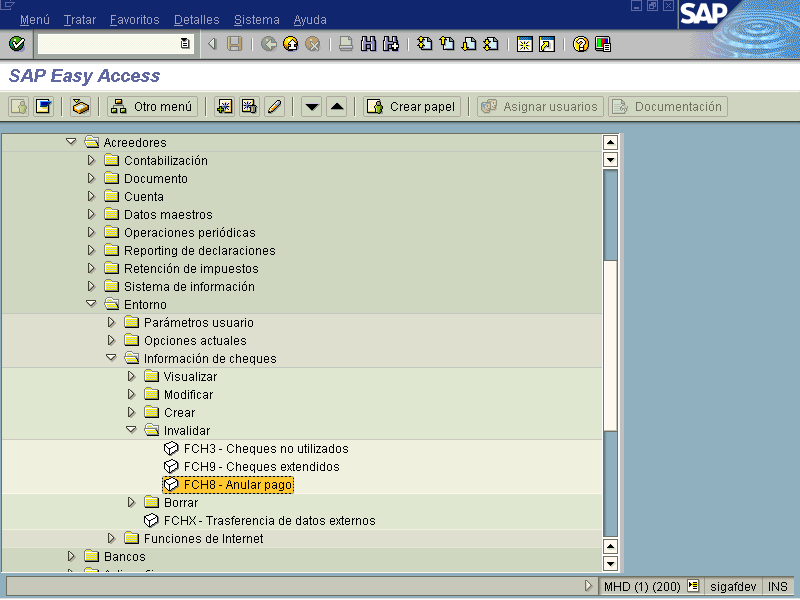 Menú Tratar Favoritos Detalles Sistema Ayuda
SAP
SAP Easy Access
Otro menú Crear papel Asignar usuarios Documentación
Acreedores
Contabilización
Documento
Cuenta
Datos maestros
Operaciones periódicas
Reporting de declaraciones
Retención de impuestos
Sistema de información
Entorno
Parámetros usuario
Opciones actuales
Información de cheques
Visualizar
Modificar
Crear
Invalidar
FCH3 - Cheques no utilizados
FCH9 - Cheques extendidos
FCH8 - Anular pago
Borrar
FCHX - Trasferencia de datos externos
Funciones de Internet
Bancos
MHD (1) (200) sigafdev INS